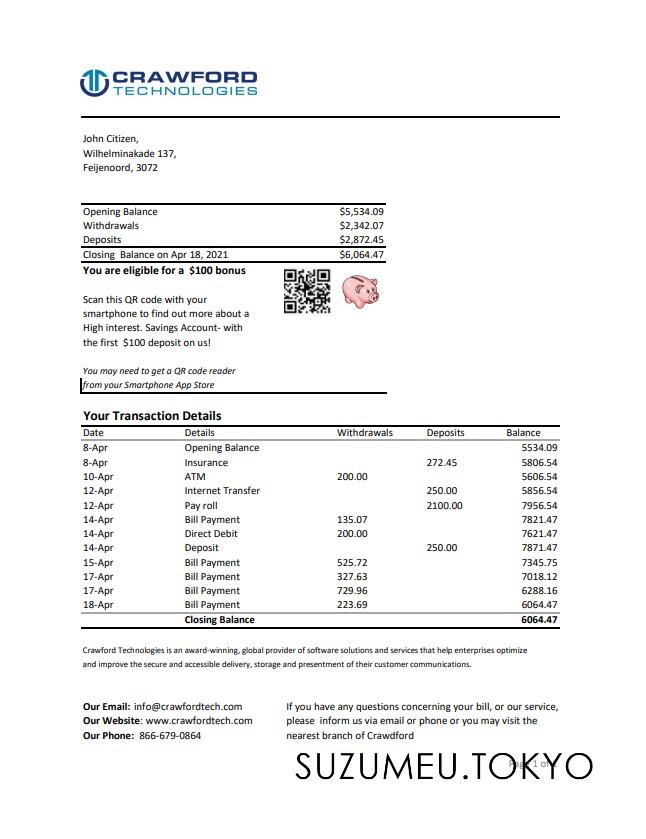 CRAWFORD
TECHNOLOGIES
John Citizen,
Wilhelminakade 137,
Feijenoord, 3072
Opening Balance $5,534.09
Withdrawals $2,342.07
Deposits $2,872.45
Closing  Balance on Apr 18, 2021 $6,064.47
You are eligible for a  $100 bonus
Scan this QR code with your
smartphone to find out more about a
High interest. Savings Account- with
the first  $100 deposit on us!
You may need to get a QR code reader
from your Smartphone App Store
Your Transaction Details
Date Details Withdrawals Deposits Balance
8-Apr Opening Balance 5534.09
8-Apr Insurance 272.45 5806.54
10-Apr ATM 200.00 5606.54
12-Apr Internet Transfer 250.00 5856.54
12-Apr Pay roll 2100.00 7956.54
14-Apr Bill Payment 135.07 7821.47
14-Apr Direct Debit 200.00 7621.47
14-Apr Deposit 250.00 7871.47
15-Apr Bill Payment 525.72 7345.75
17-Apr Bill Payment 327.63 7018.12
17-Apr Bill Payment 729.96 6288.16
18-Apr Bill Payment 223.69 6064.47
Closing Balance 6064.47
Crawford Technologies is an award-winning, global provider of software solutions and services that help enterprises optimize
and improve the secure and accessible delivery, storage and presentment of their customer communications.
Our Email: info@crawfordtech.com
Our Website: www.crawfordtech.com
Our Phone:  866-679-0864
If you have any questions concerning your bill, or our service,
please  inform us via email or phone or you may visit the
nearest branch of Crawdford
SUZUMEU.TOKYO